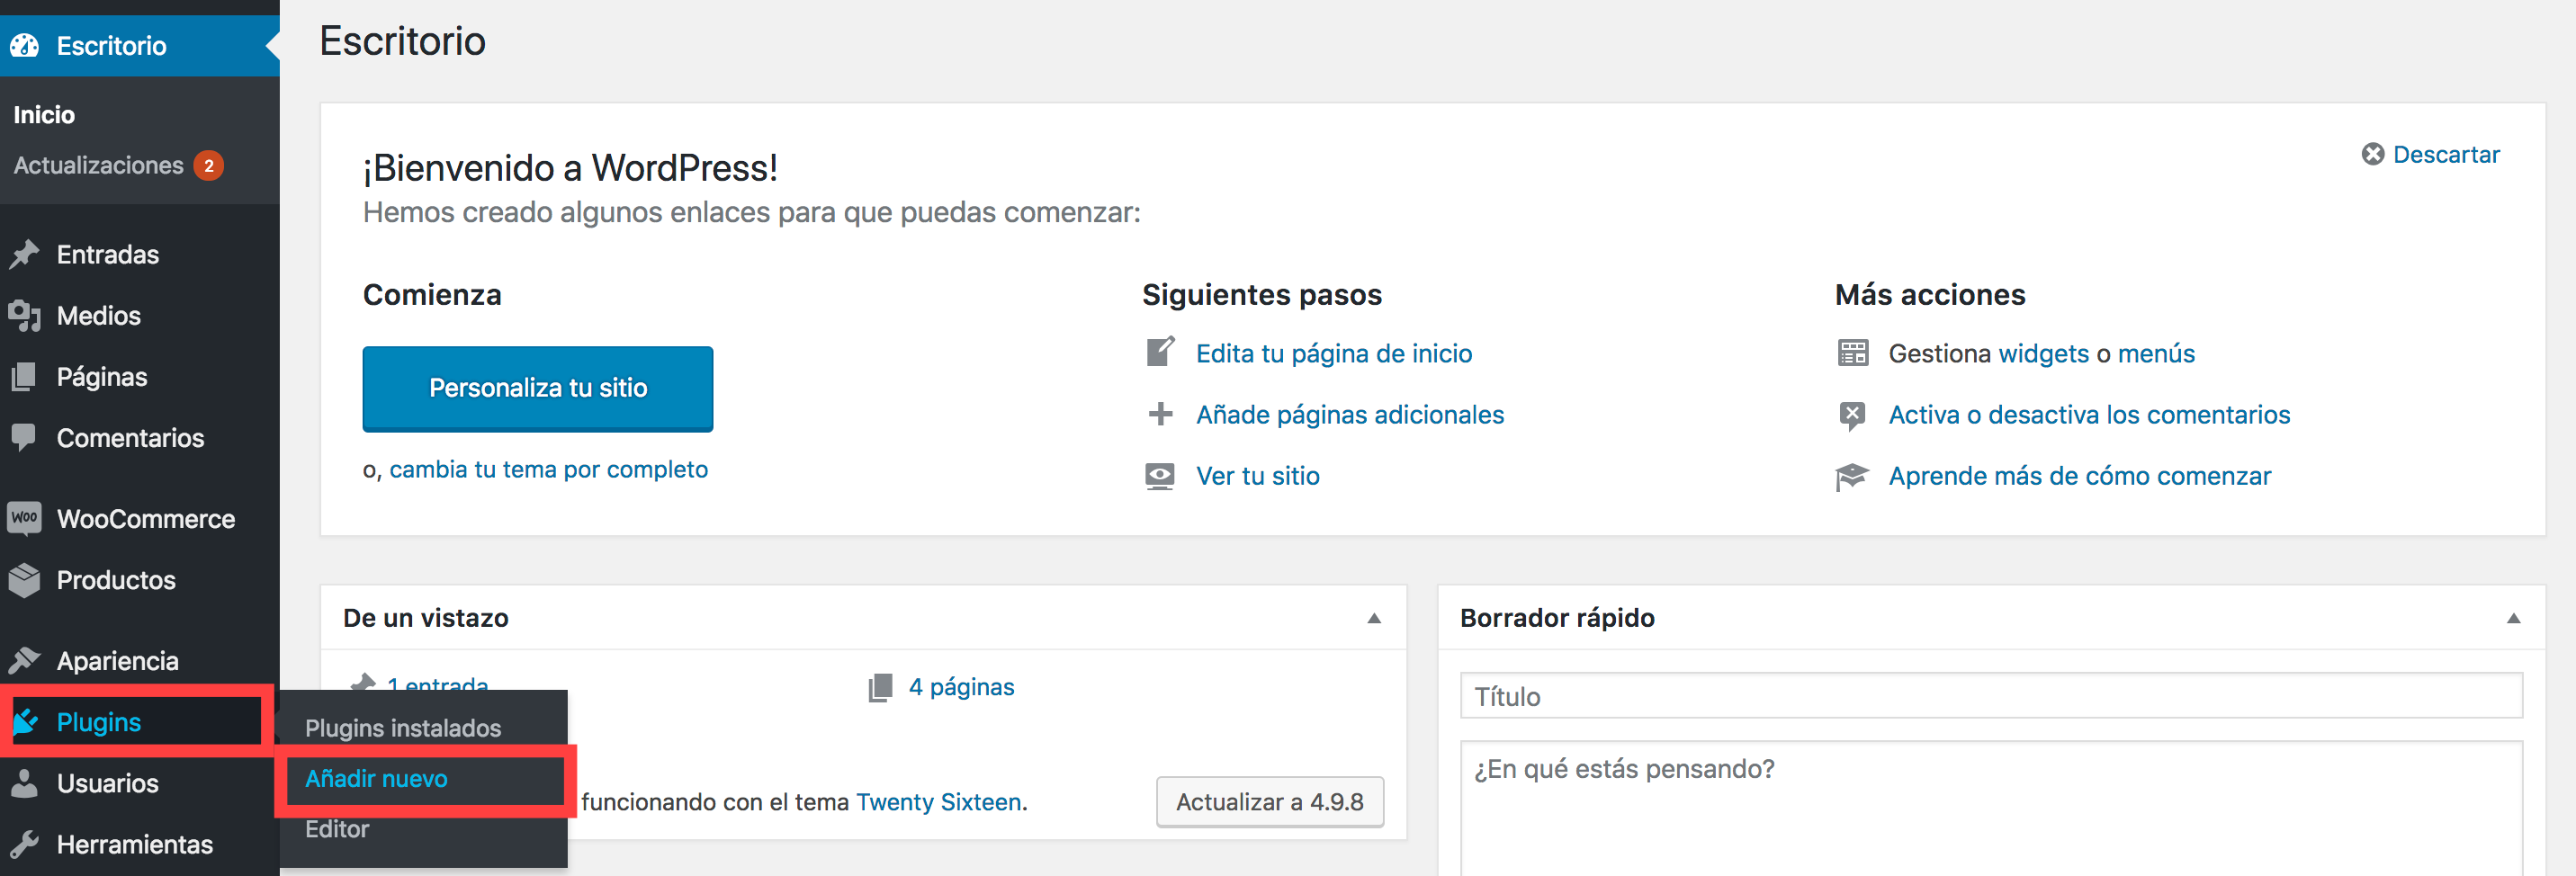 Escritorio
Inicio
Actualizaciones 2
Entradas
Medios
Páginas
Comentarios
WOO WooCommerce
Productos
Apariencia
Plugins
Usuarios
Herramientas
Plugins instalados
Añadir nuevo
Editor
Escritorio
¡Bienvenido a WordPress!
Hemos creado algunos enlaces para que puedas comenzar:
Descartar
Comienza
Personaliza tu sitio
o, cambia tu tema por completo
Siguientes pasos
Edita tu página de inicio
Añade páginas adicionales
Ver tu sitio
Más acciones
Gestiona widgets o menús
Activa o desactiva los comentarios
Aprende más de cómo comenzar
De un vistazo
1 entrada
4 páginas
funcionando con el tema Twenty Sixteen.
Actualizar a 4.9.8
Borrador rápido
Título
¿En qué estás pensando?